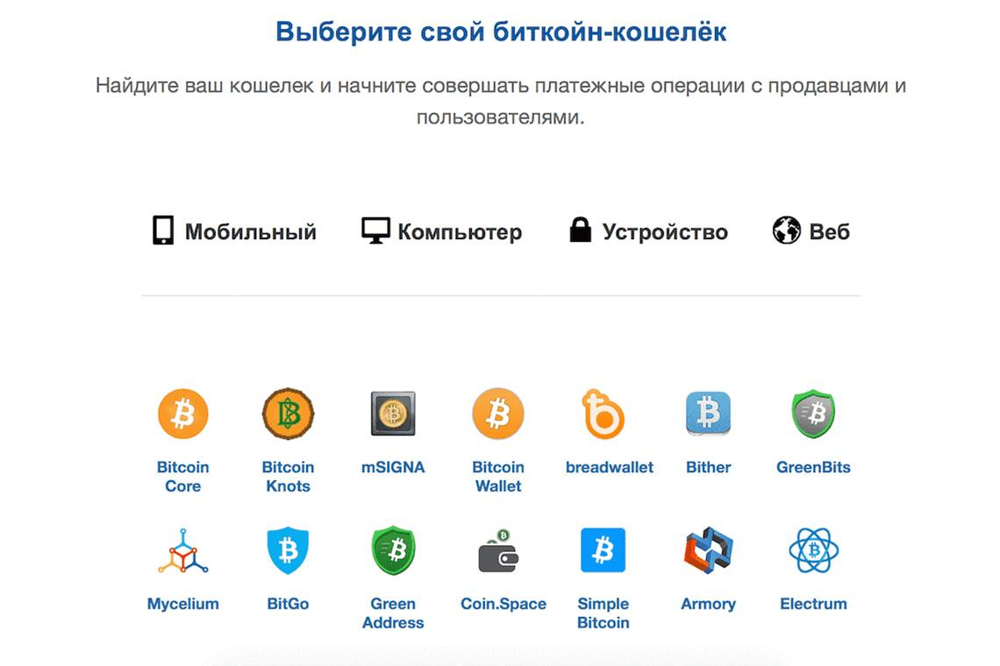 Выберите свой биткойн-кошелёк
Найдите ваш кошелек и начните совершать платежные операции с продавцами и
пользователями.
Мобильный Компьютер Устройство Веб
Bitcoin Core Bitcoin Knots mSIGNA Bitcoin Wallet breadwallet Bither GreenBits
Mycelium BitGo Green Address Coin.Space Simple Bitcoin Armory Electrum